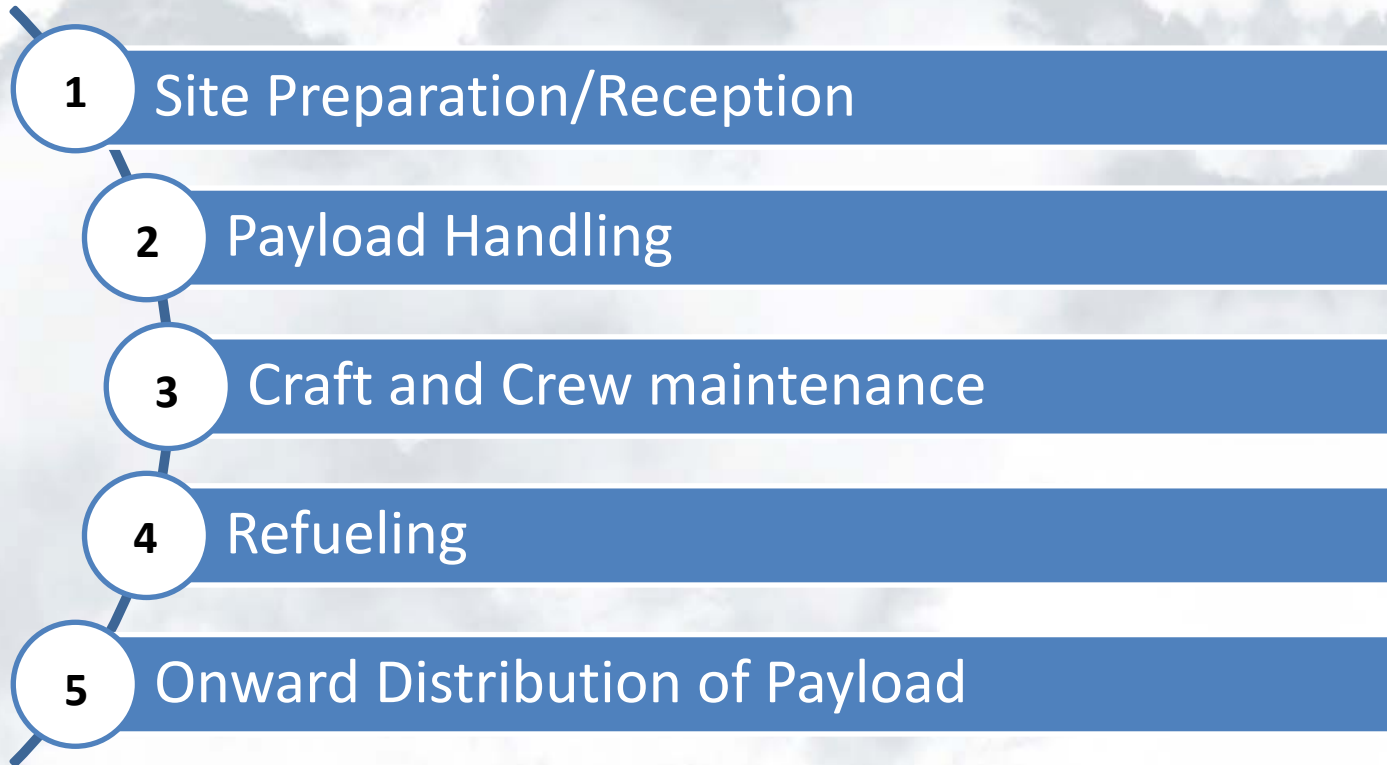 1 Site Preparation/Reception
2 Payload Handling
3 Craft and Crew maintenance
4 Refueling
5 Onward Distribution of Payload